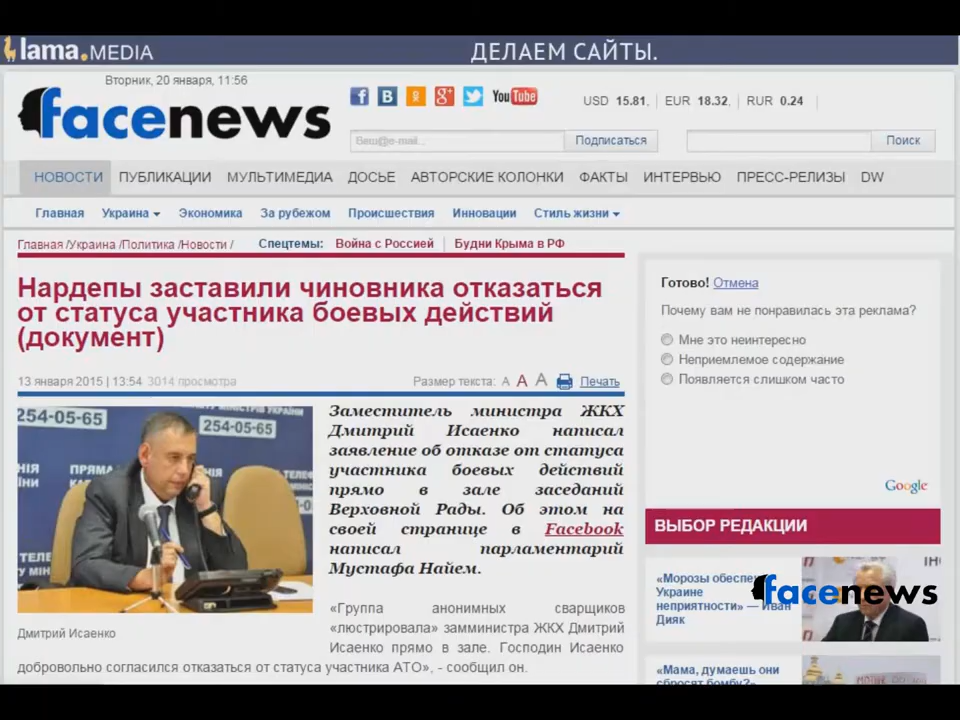 lama.MEDIA
ДЕЛАЕМ САЙТЫ.
Вторник, 20 января, 11:56
facenews
You Tube
USD 15.81, EUR 18.32, RUR 0.24
Ваш@e-mail...
Подписаться
Поиск
НОВОСТИ ПУБЛИКАЦИИ МУЛЬТИМЕДИА ДОСЬЕ АВТОРСКИЕ КОЛОНКИ ФАКТЫ ИНТЕРВЬЮ ПРЕСС-РЕЛИЗЫ DW
Главная Украина Экономика За рубежом Происшествия Инновации Стиль жизни
Главная /Украина /Политика /Новости /
Спецтемы: Война с Россией Будни Крыма в РФ
Нардепы заставили чиновника отказаться
от статуса участника боевых действий
(документ)
13 января 2015 | 13:54 3014 просмотра
Размер текста: А А А Печать
254-05-65
254-05-65
Дмитрий Исаенко
Заместитель министра ЖКХ
Дмитрий Исаенко написал
заявление об отказе от статуса
участника боевых действий
прямо в зале заседаний
Верховной Рады. Об этом на
своей странице в Facebook
написал парламентарий
Мустафа Найем.
«Группа анонимных сварщиков
«люстрировала» замминистра ЖКХ Дмитрий
Исаенко прямо в зале. Господин Исаенко
добровольно согласился отказаться от статуса участника АТО», - сообщил он.
Готово! Отмена
Почему вам не понравилась эта реклама?
Мне это неинтересно
Неприемлемое содержание
Появляется слишком часто
Google
ВЫБОР РЕДАКЦИИ
«Морозы обеспе
Украине
неприятности» — Иван
Дияк
facenews
«Мама, думаешь они
сбросят бомбу?»